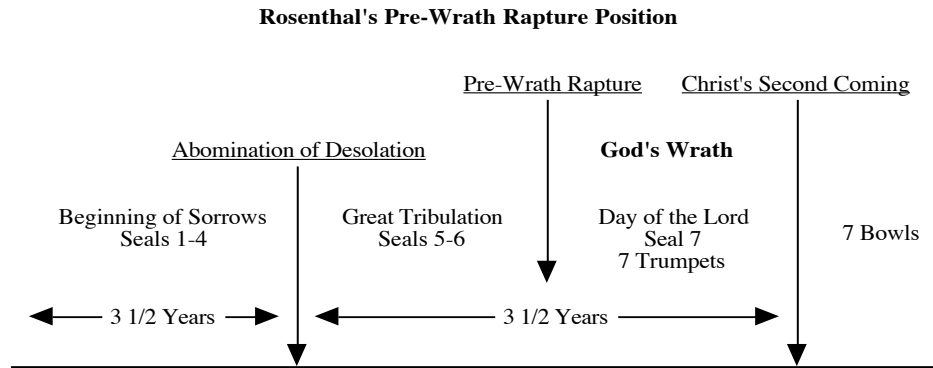 Rosenthal's Pre-Wrath Rapture Position
Pre-Wrath Rapture
Christ's Second Coming
Abomination of Desolation
God's Wrath
Beginning of Sorrows
Seals 1-4
Great Tribulation
Seals 5-6
Day of the Lord
Seal 7
7 Trumpets
7 Bowls
3 1/2 Years
3 1/2 Years